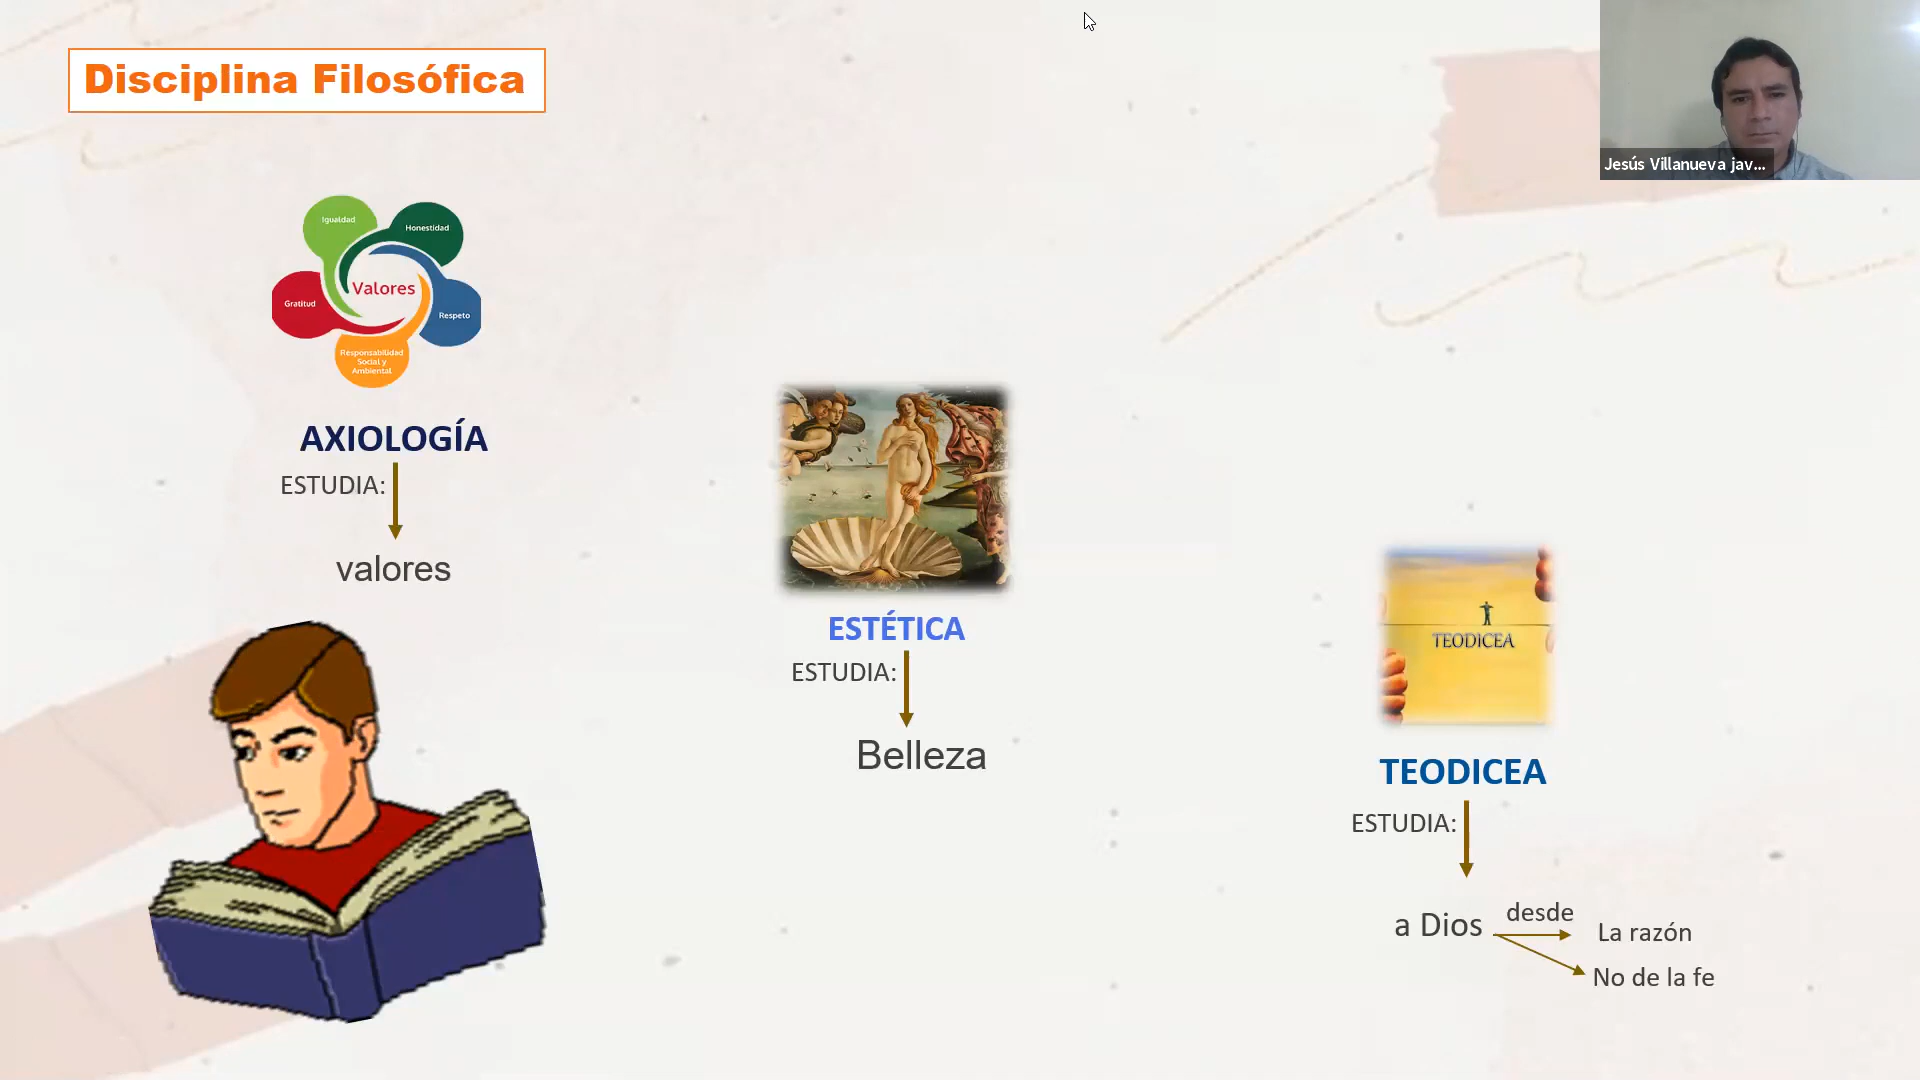 Disciplina Filosófica
Jesús Villanueva jav...
Igualdad
Honestidad
Valores
Gratitud
Respeto
Responsabilidad
Social y
Ambiental
AXIOLOGÍA
ESTUDIA:
valores
ESTÉTICA
ESTUDIA:
Belleza
TEODICEA
TEODICEA
ESTUDIA:
a Dios
desde
La razón
No de la fe